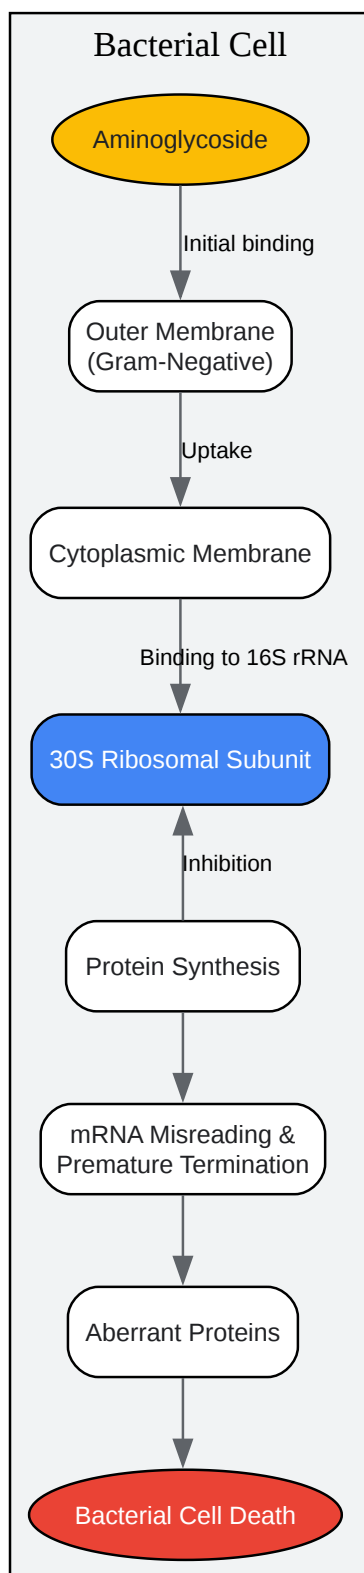 Bacterial Cell
Aminoglycoside
Initial binding
Outer Membrane
(Gram-Negative)
Uptake
Cytoplasmic Membrane
Binding to 16S rRNA
30S Ribosomal Subunit
Inhibition
Protein Synthesis
mRNA Misreading &
Premature Termination
Aberrant Proteins
Bacterial Cell Death